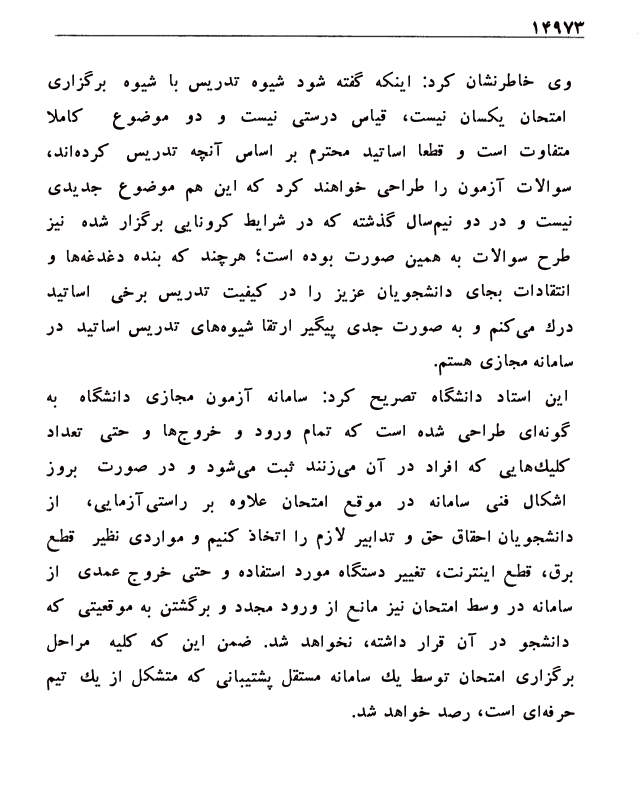 ۱۴۹۷۳
وی خاطرنشان کرد: اینکه گفته شود شیوه تدریس با شیوه برگزاری
امتحان یکسان نیست، قیاس درستی نیست و دو موضوع کاملا
متفاوت است و قطعا اساتید محترم بر اساس آنچه تدریس کرده‌اند،
سوالات آزمون را طراحی خواهند کرد که این هم موضوع جدیدی
نیست و در دو نیم‌سال گذشته که در شرایط کرونایی برگزار شده نیز
طرح سوالات به همین صورت بوده است؛ هرچند که بنده دغدغه‌ها و
انتقادات بجای دانشجویان عزیز را در کیفیت تدریس برخی اساتید
درك می‌کنم و به صورت جدی پیگیر ارتقا شیوه‌های تدریس اساتید در
سامانه مجازی هستم.
این استاد دانشگاه تصریح کرد: سامانه آزمون مجازی دانشگاه به
گونه‌ای طراحی شده است که تمام ورود و خروج‌ها و حتی تعداد
کلیك‌هایی که افراد در آن می‌زنند ثبت می‌شود و در صورت بروز
اشکال فنی سامانه در موقع امتحان علاوه بر راستی‌آزمایی، از
دانشجویان احقاق حق و تدابیر لازم را اتخاذ کنیم و مواردی نظیر قطع
برق، قطع اینترنت، تغییر دستگاه مورد استفاده و حتی خروج عمدی از
سامانه در وسط امتحان نیز مانع از ورود مجدد و برگشتن به موقعیتی که
دانشجو در آن قرار داشته، نخواهد شد. ضمن این که کلیه مراحل
برگزاری امتحان توسط یك سامانه مستقل پشتیبانی که متشکل از یك تیم
حرفه‌ای است، رصد خواهد شد.